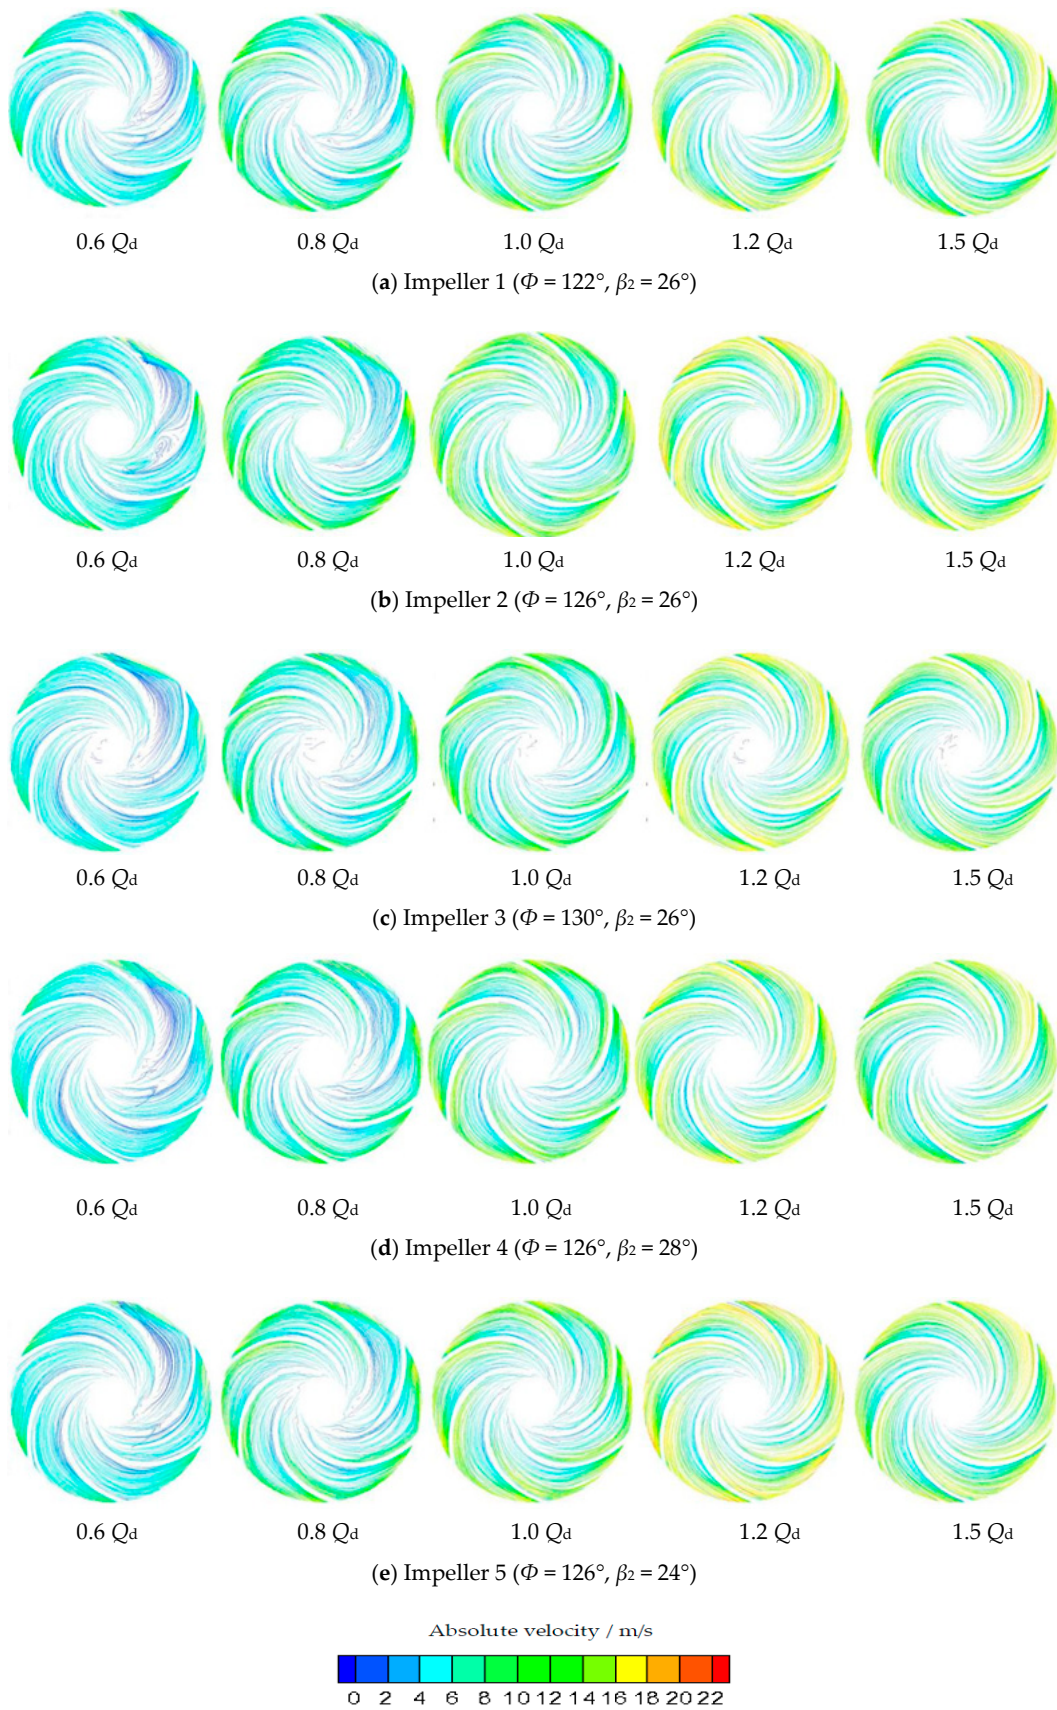 0.6 Qd 0.8 Qd 1.0 Qd 1.2 Qd 1.5 Qd
(a) Impeller 1 (Φ = 122°, β2 = 26°)
0.6 Qd 0.8 Qd 1.0 Qd 1.2 Qd 1.5 Qd
(b) Impeller 2 (Φ = 126°, β2 = 26°)
0.6 Qd 0.8 Qd 1.0 Qd 1.2 Qd 1.5 Qd
(c) Impeller 3 (Φ = 130°, β2 = 26°)
0.6 Qd 0.8 Qd 1.0 Qd 1.2 Qd 1.5 Qd
(d) Impeller 4 (Φ = 126°, β2 = 28°)
0.6 Qd 0.8 Qd 1.0 Qd 1.2 Qd 1.5 Qd
(e) Impeller 5 (Φ = 126°, β2 = 24°)
Absolute velocity / m/s
0 2 4 6 8 10 12 14 16 18 20 22